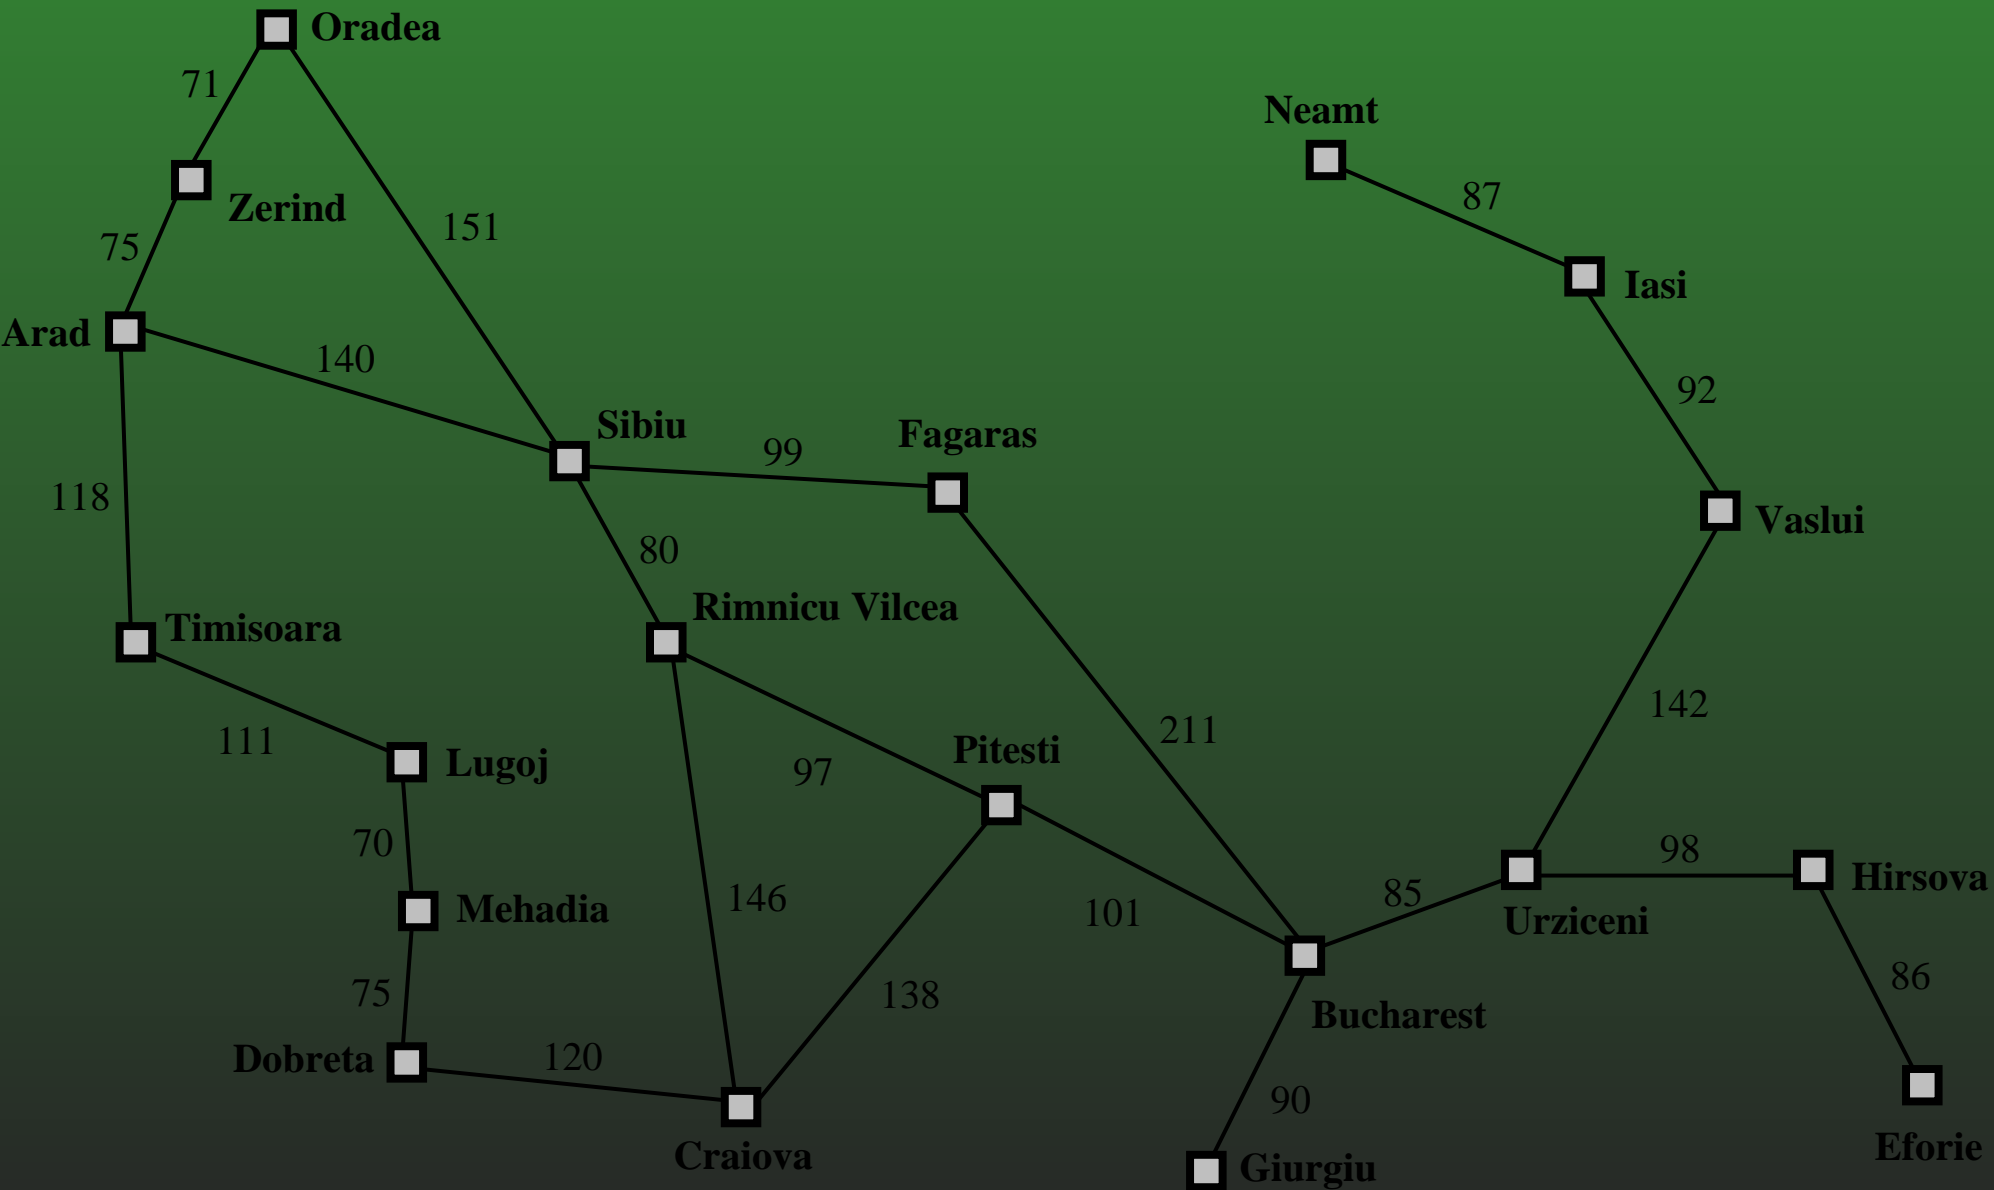 Oradea
71
Neamt
87
Zerind
151
75
Iasi
Arad
140
92
Sibiu
99
Fagaras
118
Vaslui
80
Rimnicu Vilcea
Timisoara
142
211
111
Lugoj
97
Pitesti
70
98
Hirsova
146
85
Mehadia
101
Urziceni
86
75
138
Bucharest
Dobreta
120
90
Eforie
Craiova
Giurgiu